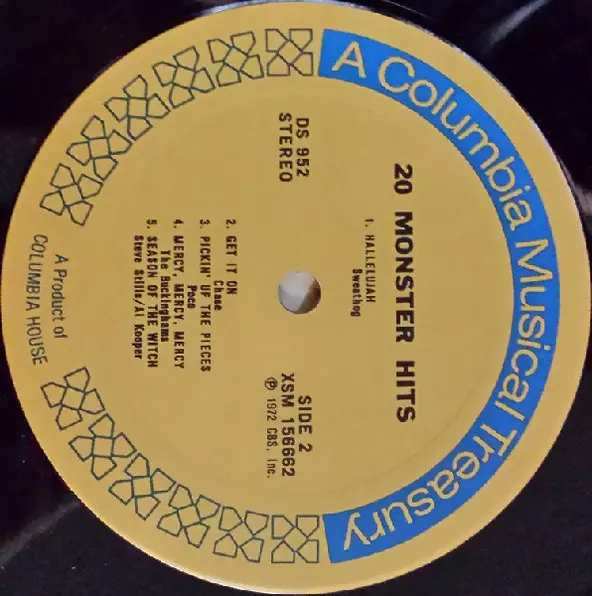 A Columbia Musical Treasury
20 MONSTER HITS
DS 952
STEREO
SIDE 2
XSM 156662
Ⓟ 1972 CBS, Inc.
1. HALLELUJAH
Sweathog
2. GET IT ON
Chase
3. PICKIN' UP THE PIECES
Poco
4. MERCY, MERCY, MERCY
The Buckinghams
5. SEASON OF THE WITCH
Steve Stills/Al Kooper
A Product of
COLUMBIA HOUSE